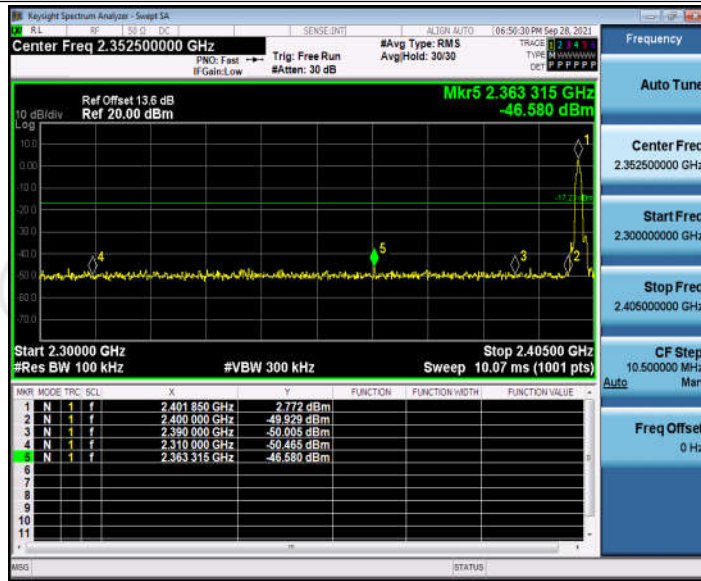 Keysight Spectrum Analyzer - Swept SA
RL RF 50 Ω DC SENSE:INT ALIGN AUTO 06:50:30 PM Sep 28, 2021
Center Freq 2.352500000 GHz
PNO: Fast
IFGain:Low
Trig: Free Run
#Atten: 30 dB
#Avg Type: RMS
Avg|Hold: 30/30
TRACE 1 2 3 4 5 6
TYPE M WWWWW
DET P P P P P P
Frequency
Auto Tune
Center Freq
2.352500000 GHz
Start Freq
2.300000000 GHz
Stop Freq
2.405000000 GHz
CF Step
10.500000 MHz
Auto Man
Freq Offset
0 Hz
Mkr5 2.363 315 GHz
-46.580 dBm
Ref Offset 13.6 dB
10 dB/div Ref 20.00 dBm
Log
10.0
0.00
-10.0
-20.0
-30.0
-40.0
-50.0
-60.0
-70.0
1
4
5
3
2
Start 2.30000 GHz Stop 2.40500 GHz
#Res BW 100 kHz #VBW 300 kHz Sweep 10.07 ms (1001 pts)
MKR MODE TRC SCL X Y FUNCTION FUNCTION WIDTH FUNCTION VALUE
1 N 1 f 2.401 850 GHz 2.772 dBm
2 N 1 f 2.400 000 GHz -49.929 dBm
3 N 1 f 2.390 000 GHz -50.005 dBm
4 N 1 f 2.310 000 GHz -50.465 dBm
5 N 1 f 2.363 315 GHz -46.580 dBm
6
7
8
9
10
11
MSG STATUS